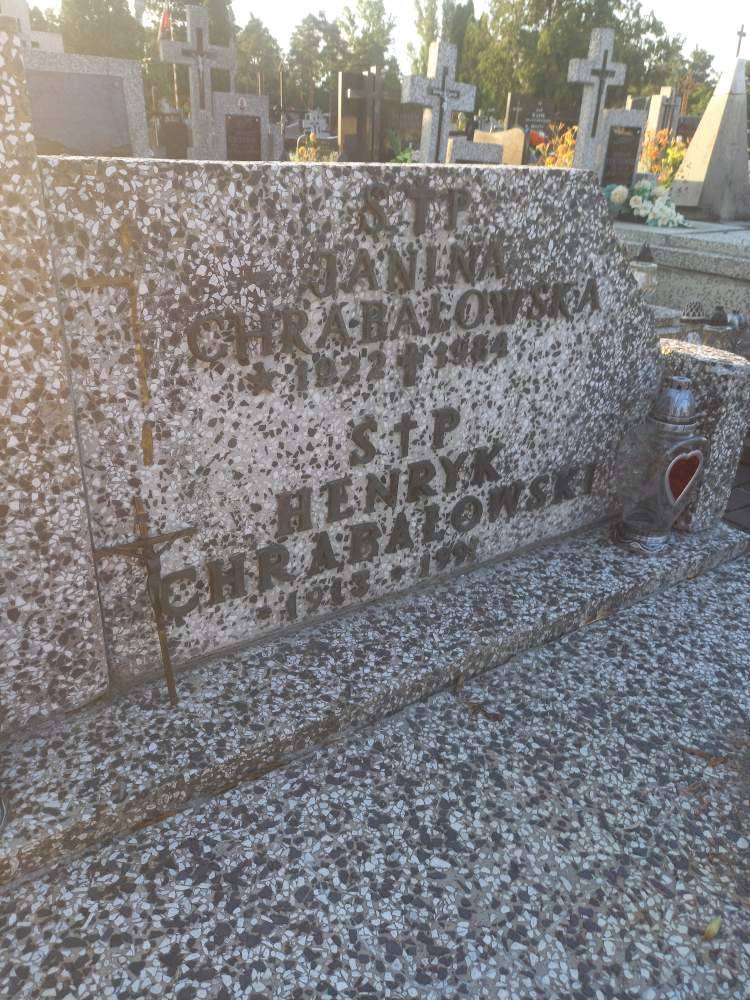 Ś†P
JANINA
CHRABAŁOWSKA
* 1922 † 1984
Ś†P
HENRYK
CHRABAŁOWSKI